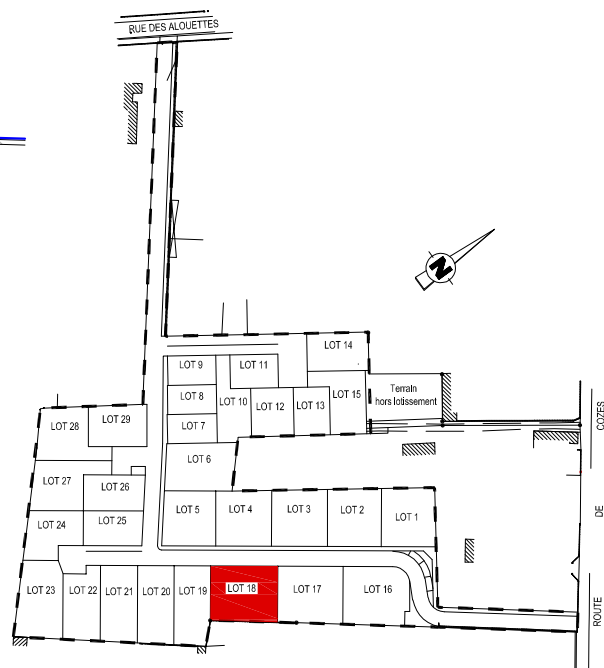 RUE DES ALOUETTES
N
LOT 14
LOT 9
LOT 11
LOT 8
LOT 10
LOT 12
LOT 13
LOT 15
Terrain
hors lotissement
LOT 7
LOT 28
LOT 29
LOT 6
LOT 27
LOT 26
LOT 24
LOT 25
LOT 5
LOT 4
LOT 3
LOT 2
LOT 1
LOT 23
LOT 22
LOT 21
LOT 20
LOT 19
LOT 18
LOT 17
LOT 16
ROUTE DE COZES